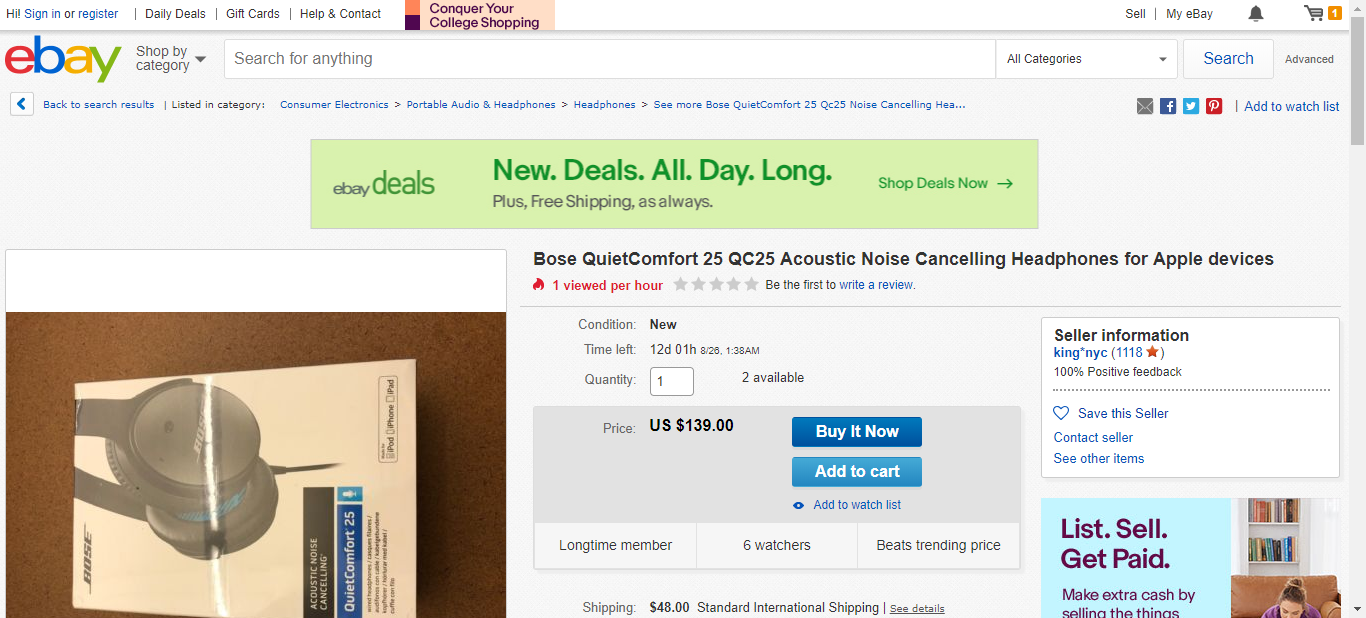 Hi! Sign in or register | Daily Deals | Gift Cards | Help & Contact
Conquer Your
College Shopping
Sell | My eBay
1
ebay
Shop by
category
Search for anything
All Categories
Search
Advanced
Back to search results | Listed in category:
Consumer Electronics > Portable Audio & Headphones > Headphones > See more Bose QuietComfort 25 Qc25 Noise Cancelling Hea...
| Add to watch list
ebay deals
New. Deals. All. Day. Long.
Plus, Free Shipping, as always.
Shop Deals Now →
Bose QuietComfort 25 QC25 Acoustic Noise Cancelling Headphones for Apple devices
1 viewed per hour
Be the first to write a review.
Condition: New
Time left: 12d 01h 8/26, 1:38AM
Quantity: 1
2 available
Price: US $139.00
Buy It Now
Add to cart
Add to watch list
Longtime member
6 watchers
Beats trending price
Shipping: $48.00 Standard International Shipping | See details
Seller information
king*nyc (1118 )
100% Positive feedback
Save this Seller
Contact seller
See other items
List. Sell.
Get Paid.
Make extra cash by
selling the things
BOSE
BOSE
iPod iPhone iPad
ACOUSTIC NOISE
CANCELLING
QuietComfort 25